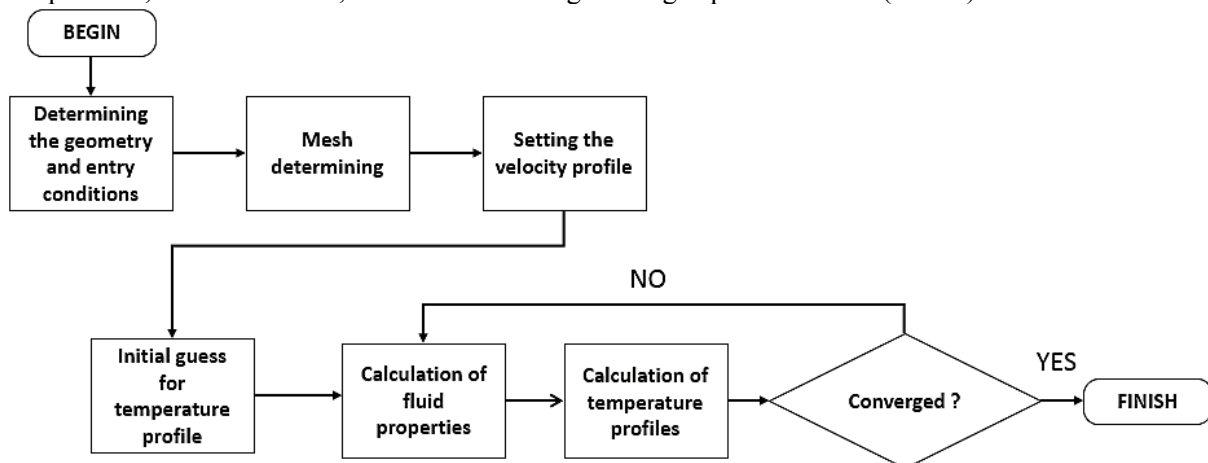 BEGIN
Determining
the geometry
and entry
conditions
Mesh
determining
Setting the
velocity profile
NO
Initial guess
for
temperature
profile
Calculation of
fluid
properties
Calculation of
temperature
profiles
Converged ?
YES
FINISH